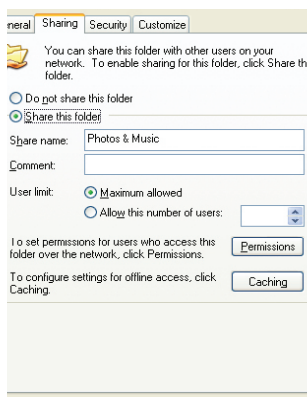 neral Sharing Security Customize
You can share this folder with other users on your
network. To enable sharing for this folder, click Share th
folder.
Do not share this folder
Share this folder
Share name: Photos & Music
Comment:
User limit: Maximum allowed
Allow this number of users:
To set permissions for users who access this
folder over the network, click Permissions.
Permissions
To configure settings for offline access, click
Caching.
Caching